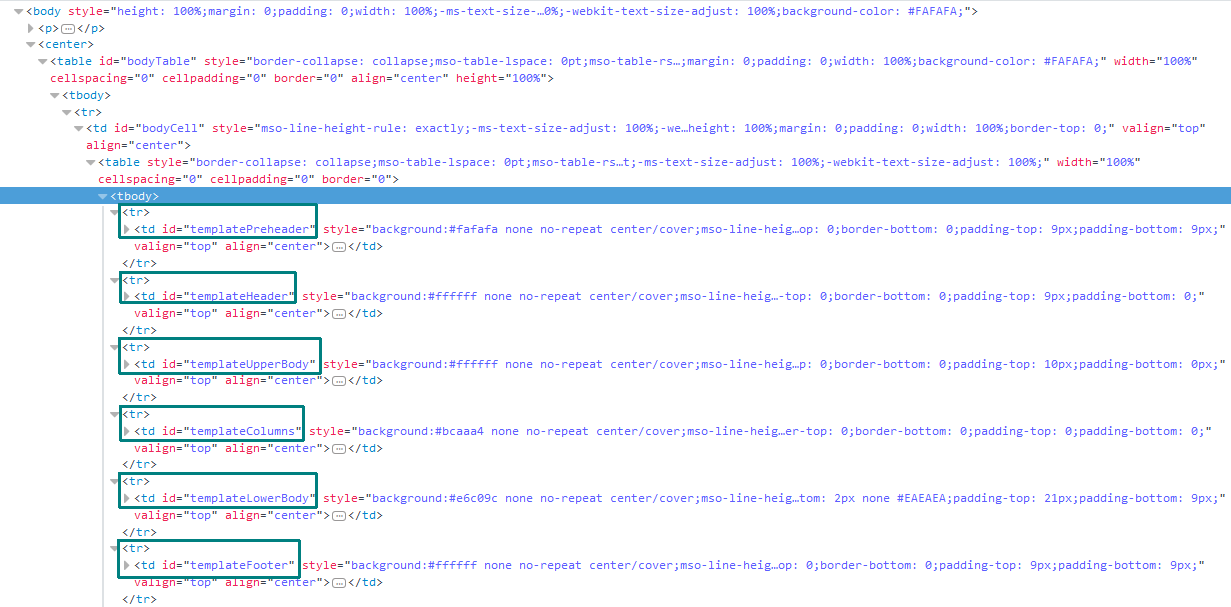 <body style="height: 100%;margin: 0;padding: 0;width: 100%;-ms-text-size-…0%;-webkit-text-size-adjust: 100%;background-color: #FAFAFA;">
<p>…</p>
<center>
<table id="bodyTable" style="border-collapse: collapse;mso-table-lspace: 0pt;mso-table-rs…;margin: 0;padding: 0;width: 100%;background-color: #FAFAFA;" width="100%"
cellspacing="0" cellpadding="0" border="0" align="center" height="100%">
<tbody>
<tr>
<td id="bodyCell" style="mso-line-height-rule: exactly;-ms-text-size-adjust: 100%;-we…height: 100%;margin: 0;padding: 0;width: 100%;border-top: 0;" valign="top"
align="center">
<table style="border-collapse: collapse;mso-table-lspace: 0pt;mso-table-rs…t;-ms-text-size-adjust: 100%;-webkit-text-size-adjust: 100%;" width="100%"
cellspacing="0" cellpadding="0" border="0">
<tbody>
<tr>
<td id="templatePreheader" style="background:#fafafa none no-repeat center/cover;mso-line-heig…op: 0;border-bottom: 0;padding-top: 9px;padding-bottom: 9px;"
valign="top" align="center">…</td>
</tr>
<tr>
<td id="templateHeader" style="background:#ffffff none no-repeat center/cover;mso-line-heig…-top: 0;border-bottom: 0;padding-top: 9px;padding-bottom: 0;"
valign="top" align="center">…</td>
</tr>
<tr>
<td id="templateUpperBody" style="background:#ffffff none no-repeat center/cover;mso-line-heig…p: 0;border-bottom: 0;padding-top: 10px;padding-bottom: 0px;"
valign="top" align="center">…</td>
</tr>
<tr>
<td id="templateColumns" style="background:#bcaaa4 none no-repeat center/cover;mso-line-heig…er-top: 0;border-bottom: 0;padding-top: 0;padding-bottom: 0;"
valign="top" align="center">…</td>
</tr>
<tr>
<td id="templateLowerBody" style="background:#e6c09c none no-repeat center/cover;mso-line-heig…tom: 2px none #EAEAEA;padding-top: 21px;padding-bottom: 9px;"
valign="top" align="center">…</td>
</tr>
<tr>
<td id="templateFooter" style="background:#ffffff none no-repeat center/cover;mso-line-heig…op: 0;border-bottom: 0;padding-top: 9px;padding-bottom: 9px;"
valign="top" align="center">…</td>
</tr>